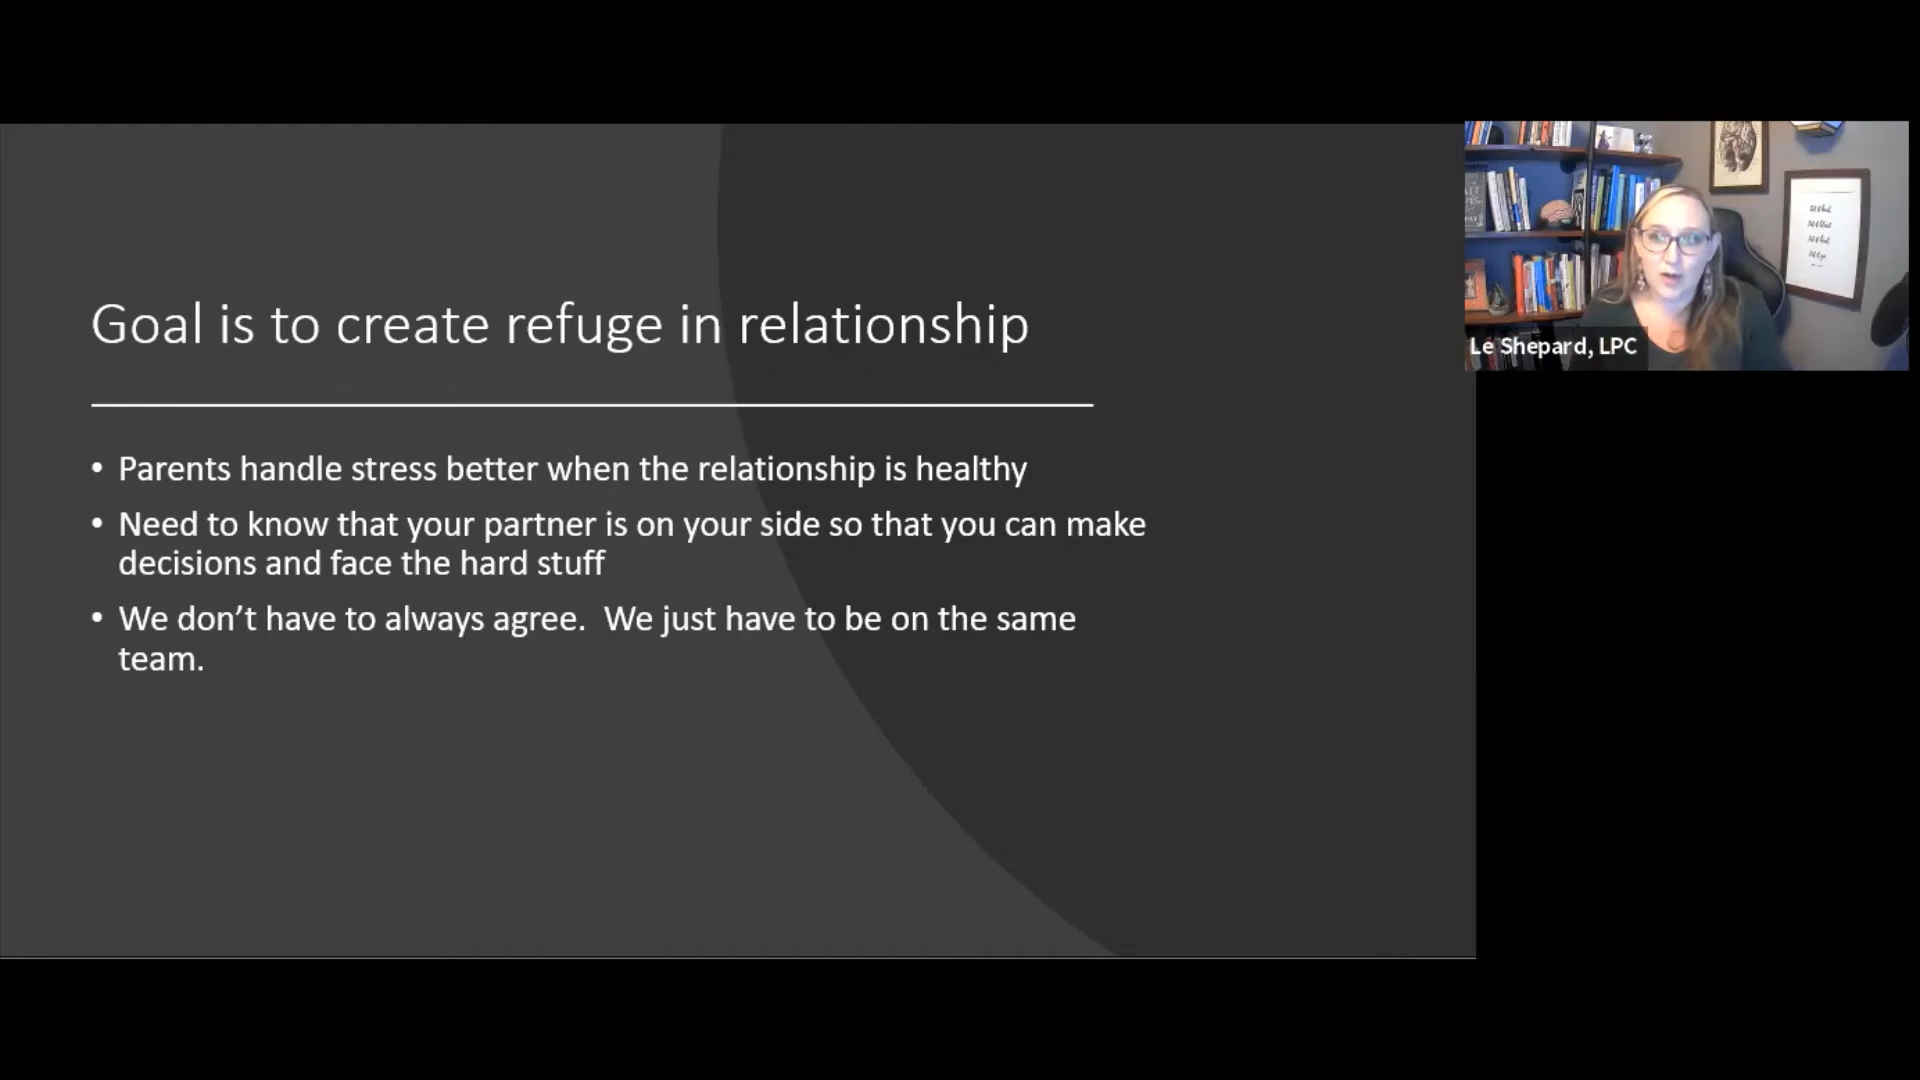 Goal is to create refuge in relationship
• Parents handle stress better when the relationship is healthy
• Need to know that your partner is on your side so that you can make
decisions and face the hard stuff
• We don’t have to always agree.  We just have to be on the same
team.
Le Shepard, LPC